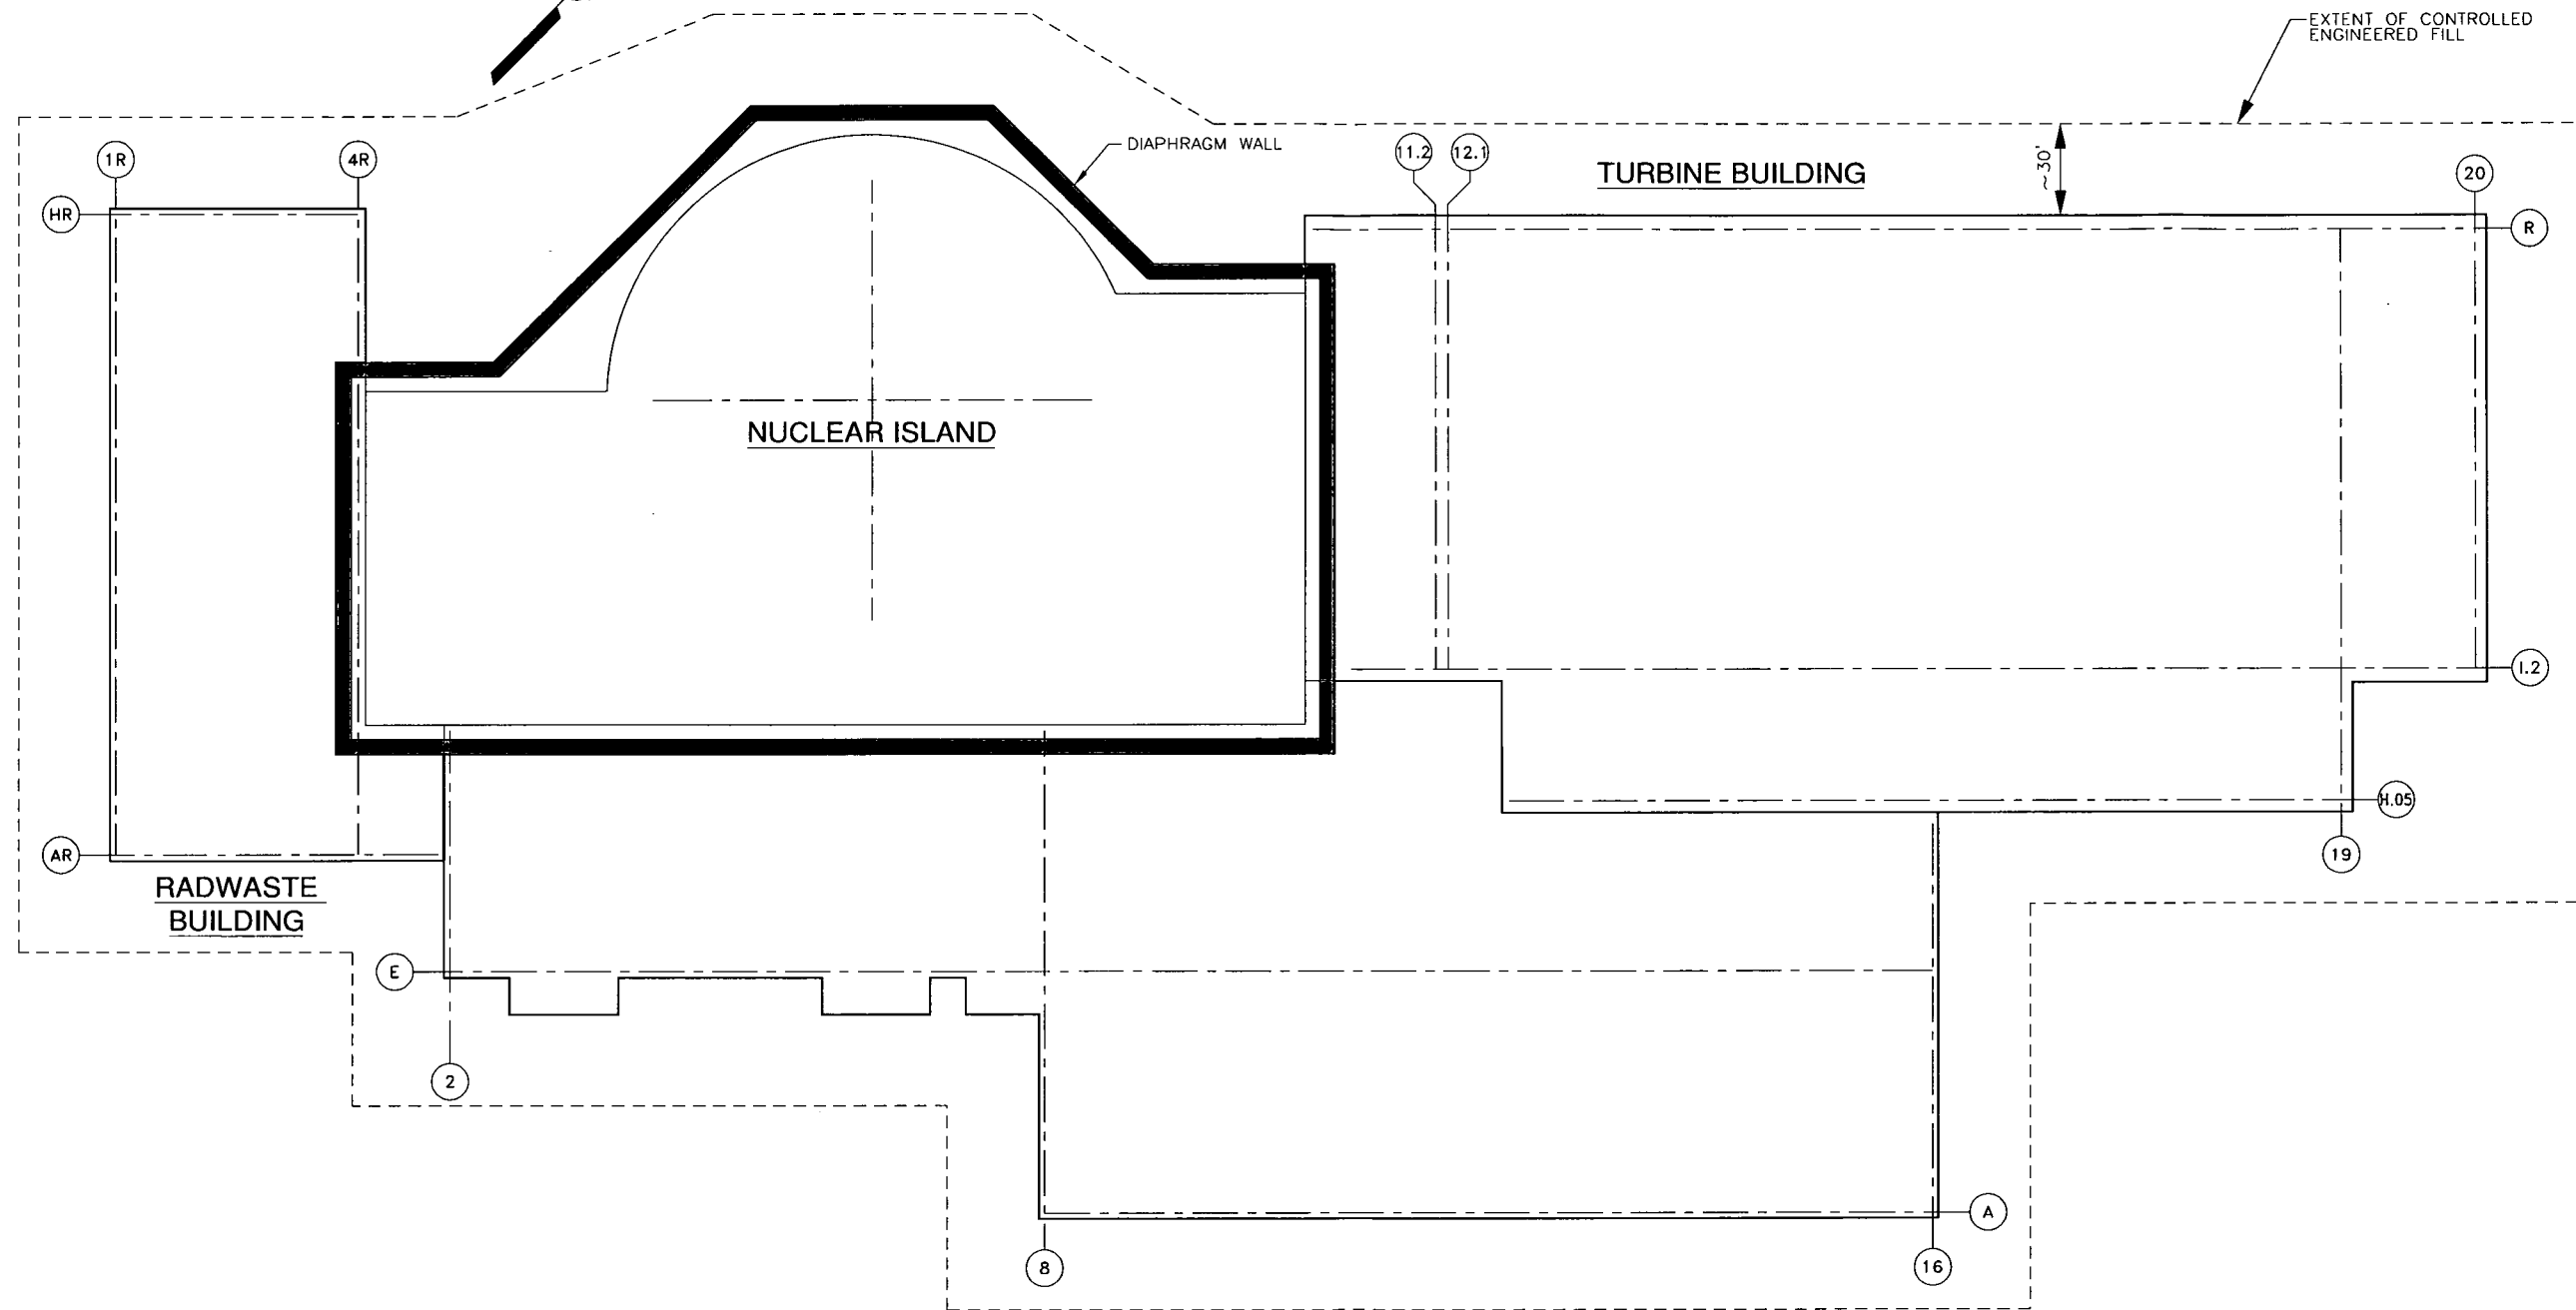 EXTENT OF CONTROLLED
ENGINEERED FILL
DIAPHRAGM WALL
1R
4R
11.2
12.1
TURBINE BUILDING
~30'
20
HR
R
NUCLEAR ISLAND
I.2
H.05
AR
19
RADWASTE
BUILDING
E
2
A
8
16